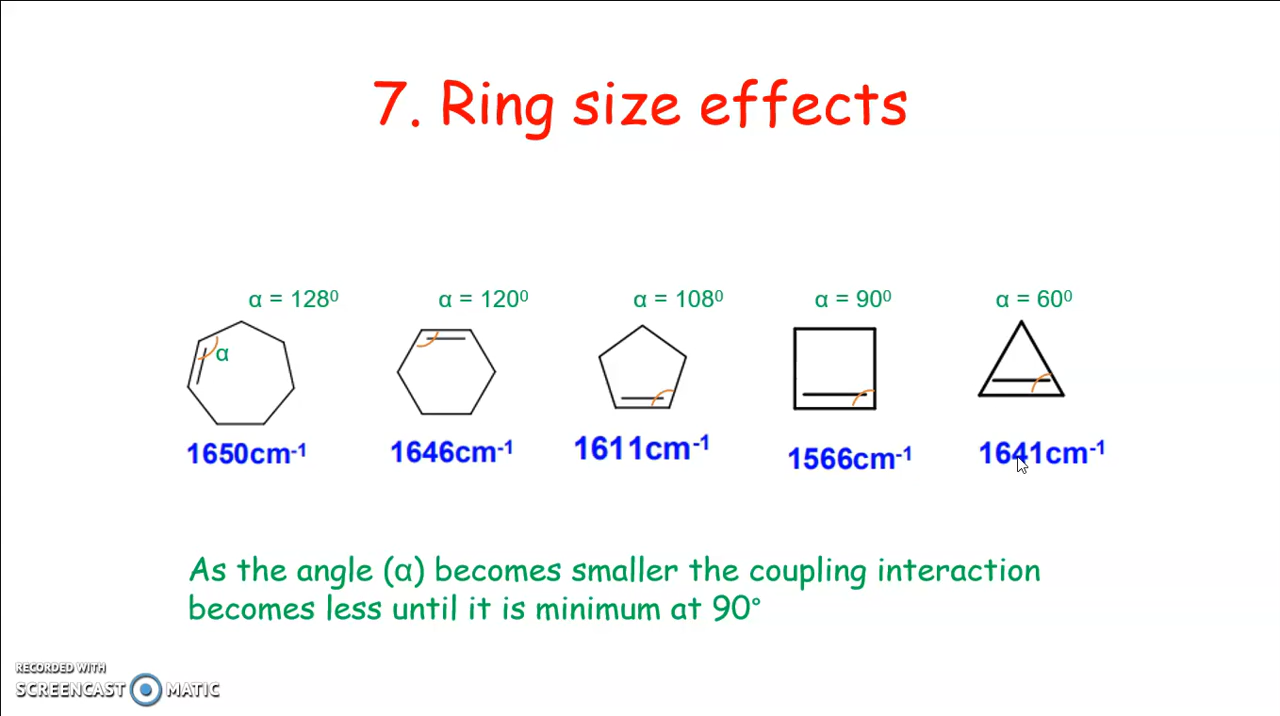 7. Ring size effects
α = 128⁰ α = 120⁰ α = 108⁰ α = 90⁰ α = 60⁰
α
1650cm⁻¹ 1646cm⁻¹ 1611cm⁻¹ 1566cm⁻¹ 1641cm⁻¹
As the angle (α) becomes smaller the coupling interaction
becomes less until it is minimum at 90°
RECORDED WITH
SCREENCAST MATIC